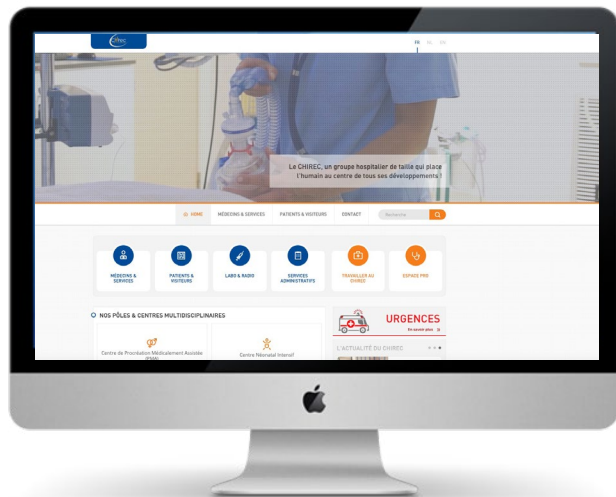 CHIREC
FR NL EN
Le CHIREC, un groupe hospitalier de taille qui place
l'humain au centre de tous ses développements !
HOME MÉDECINS & SERVICES PATIENTS & VISITEURS CONTACT Recherche
MÉDECINS &
SERVICES
PATIENTS &
VISITEURS
LABO & RADIO
SERVICES
ADMINISTRATIFS
TRAVAILLER AU
CHIREC
ESPACE PRO
NOS PÔLES & CENTRES MULTIDISCIPLINAIRES
Centre de Procréation Médicalement Assistée
(PMA)
Centre Néonatal Intensif
URGENCES
En savoir plus
L'ACTUALITÉ DU CHIREC